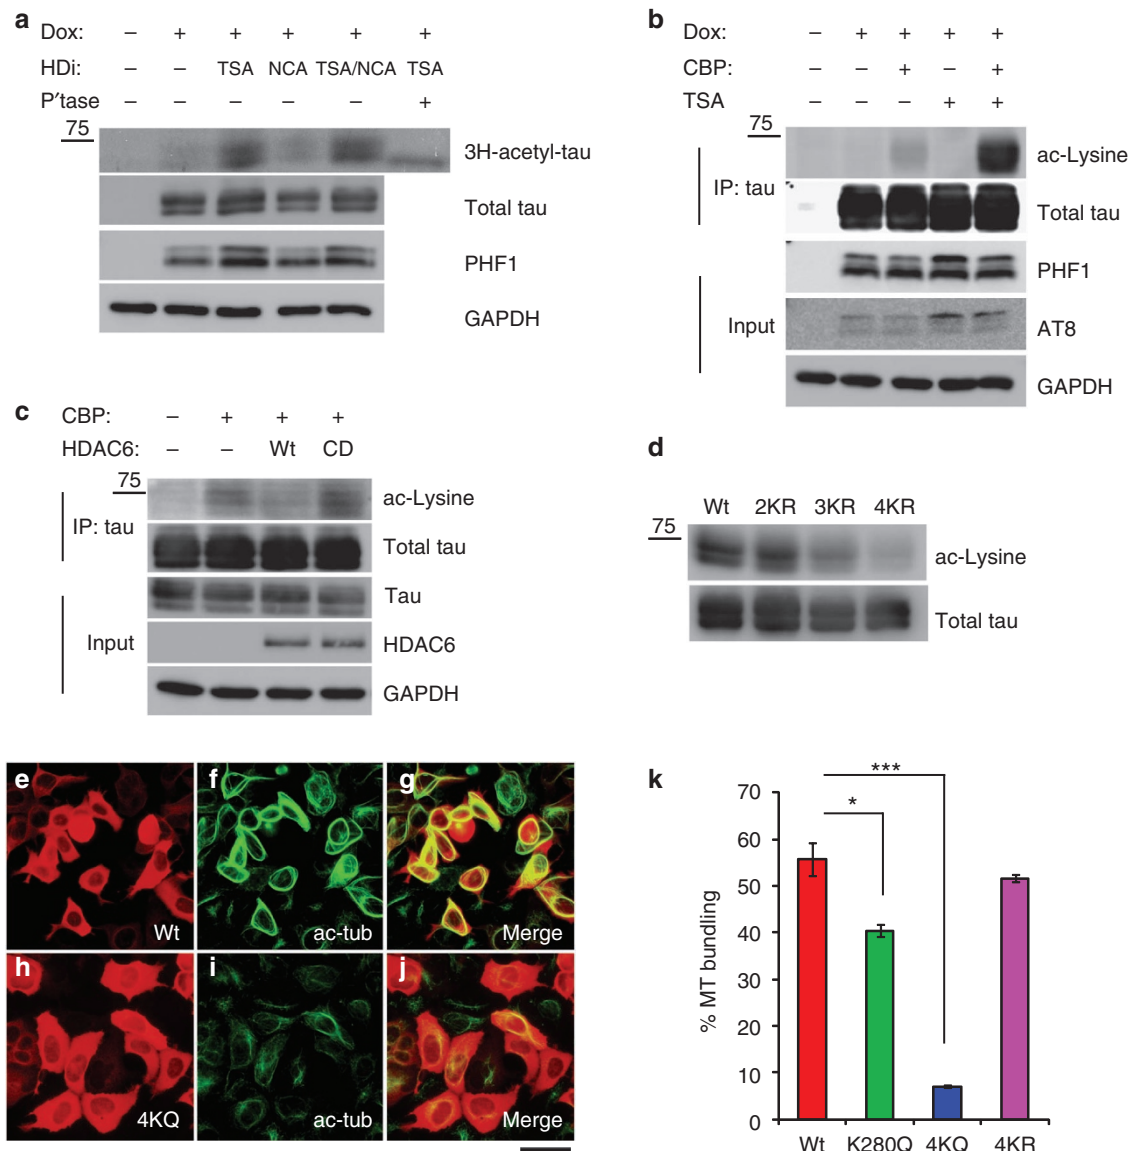 a
Dox: – + + + + +
HDi: – – TSA NCA TSA/NCA TSA
P′tase – – – – – +
75
3H-acetyl-tau
Total tau
PHF1
GAPDH
b
Dox: – + + + +
CBP: – – + – +
TSA – – – + +
75
IP: tau
ac-Lysine
Total tau
Input
PHF1
AT8
GAPDH
c
CBP: – + + +
HDAC6: – – Wt CD
75
IP: tau
ac-Lysine
Total tau
Input
Tau
HDAC6
GAPDH
d
Wt 2KR 3KR 4KR
75
ac-Lysine
Total tau
e
Wt
f
ac-tub
g
Merge
h
4KQ
i
ac-tub
j
Merge
k
***
*
% MT bundling
70
60
50
40
30
20
10
0
Wt K280Q 4KQ 4KR